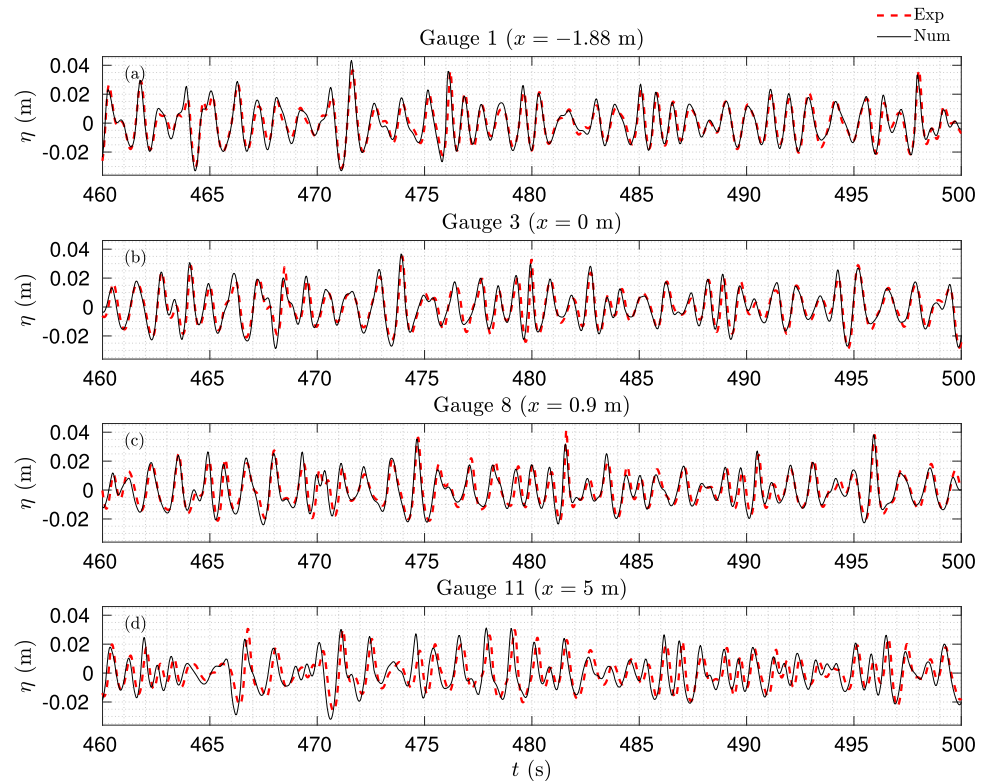 Exp
Num
Gauge 1 (x = −1.88 m)
(a)
η (m)
0.04
0.02
0
-0.02
460 465 470 475 480 485 490 495 500
Gauge 3 (x = 0 m)
(b)
η (m)
0.04
0.02
0
-0.02
460 465 470 475 480 485 490 495 500
Gauge 8 (x = 0.9 m)
(c)
η (m)
0.04
0.02
0
-0.02
460 465 470 475 480 485 490 495 500
Gauge 11 (x = 5 m)
(d)
η (m)
0.04
0.02
0
-0.02
460 465 470 475 480 485 490 495 500
t (s)